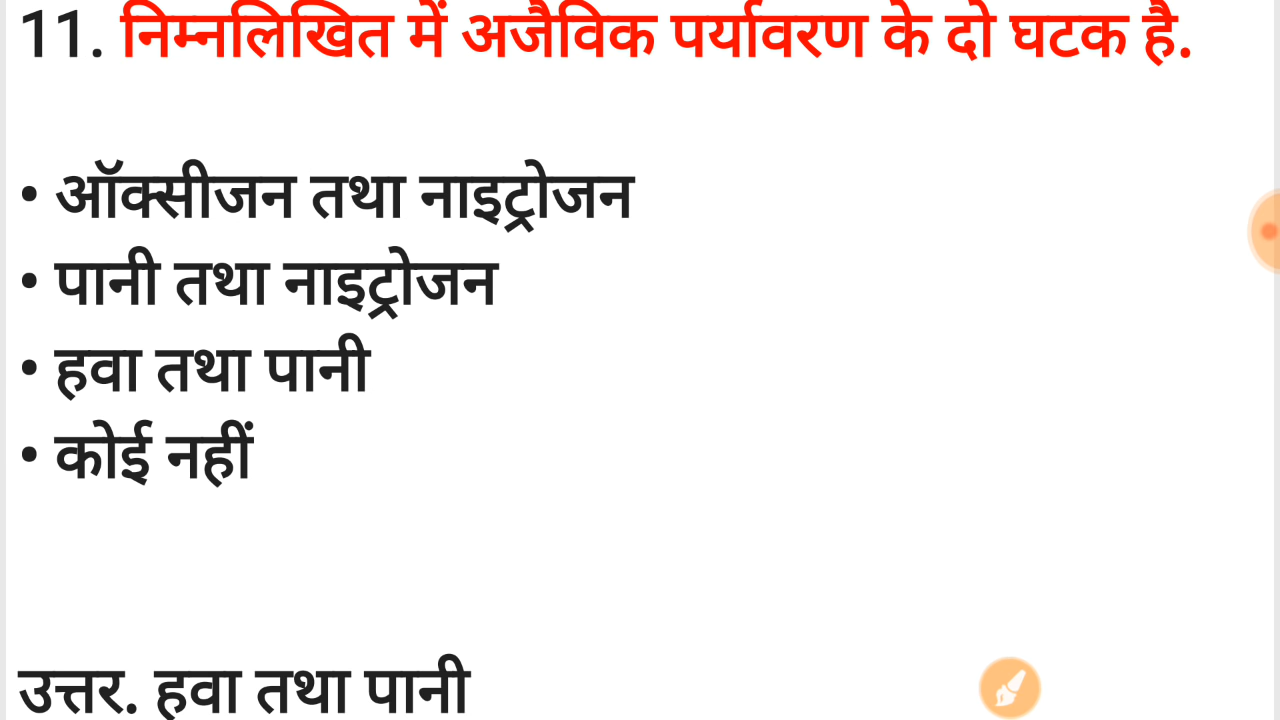 11. निम्नलिखित में अजैविक पर्यावरण के दो घटक है.
• ऑक्सीजन तथा नाइट्रोजन
• पानी तथा नाइट्रोजन
• हवा तथा पानी
• कोई नहीं
उत्तर. हवा तथा पानी